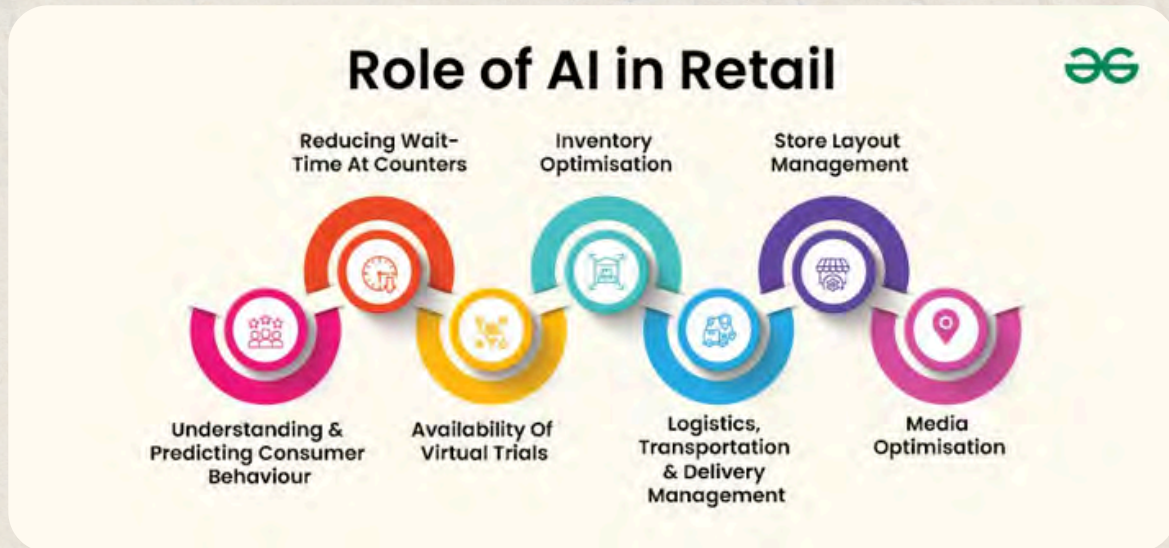 Role of AI in Retail
Reducing Wait-
Time At Counters
Inventory
Optimisation
Store Layout
Management
Understanding &
Predicting Consumer
Behaviour
Availability Of
Virtual Trials
Logistics,
Transportation
& Delivery
Management
Media
Optimisation